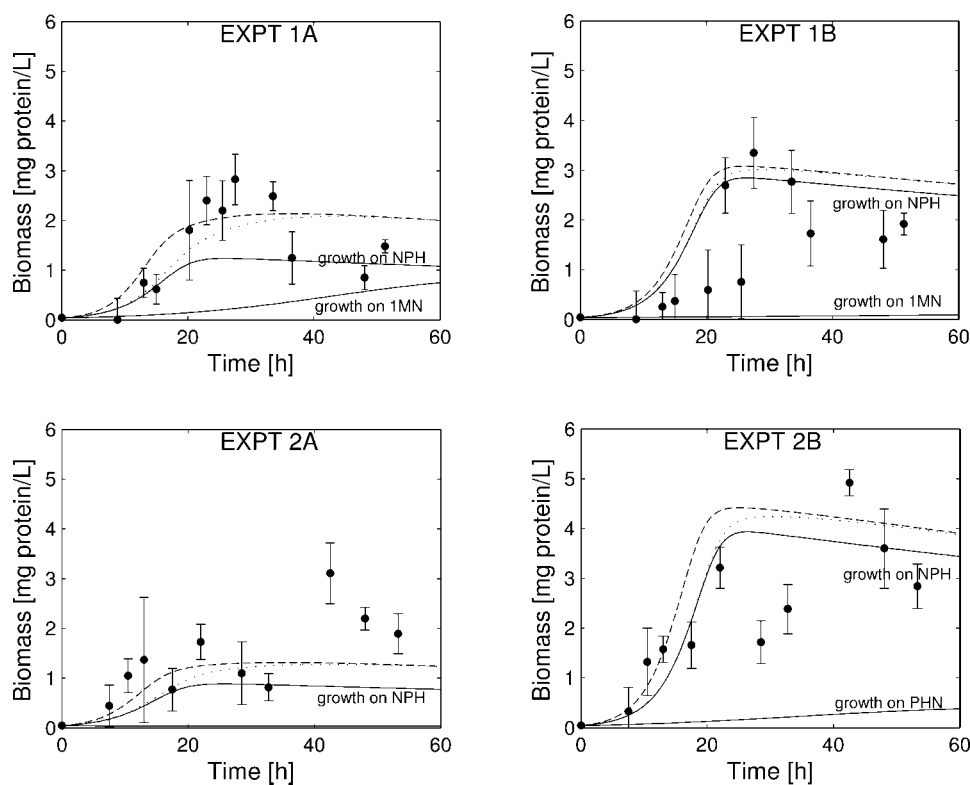 EXPT 1A
Biomass [mg protein/L]
6
5
4
3
2
1
0
growth on NPH
growth on 1MN
0 20 40 60
Time [h]
EXPT 1B
Biomass [mg protein/L]
6
5
4
3
2
1
0
growth on NPH
growth on 1MN
0 20 40 60
Time [h]
EXPT 2A
Biomass [mg protein/L]
6
5
4
3
2
1
0
growth on NPH
0 20 40 60
Time [h]
EXPT 2B
Biomass [mg protein/L]
6
5
4
3
2
1
0
growth on NPH
growth on PHN
0 20 40 60
Time [h]